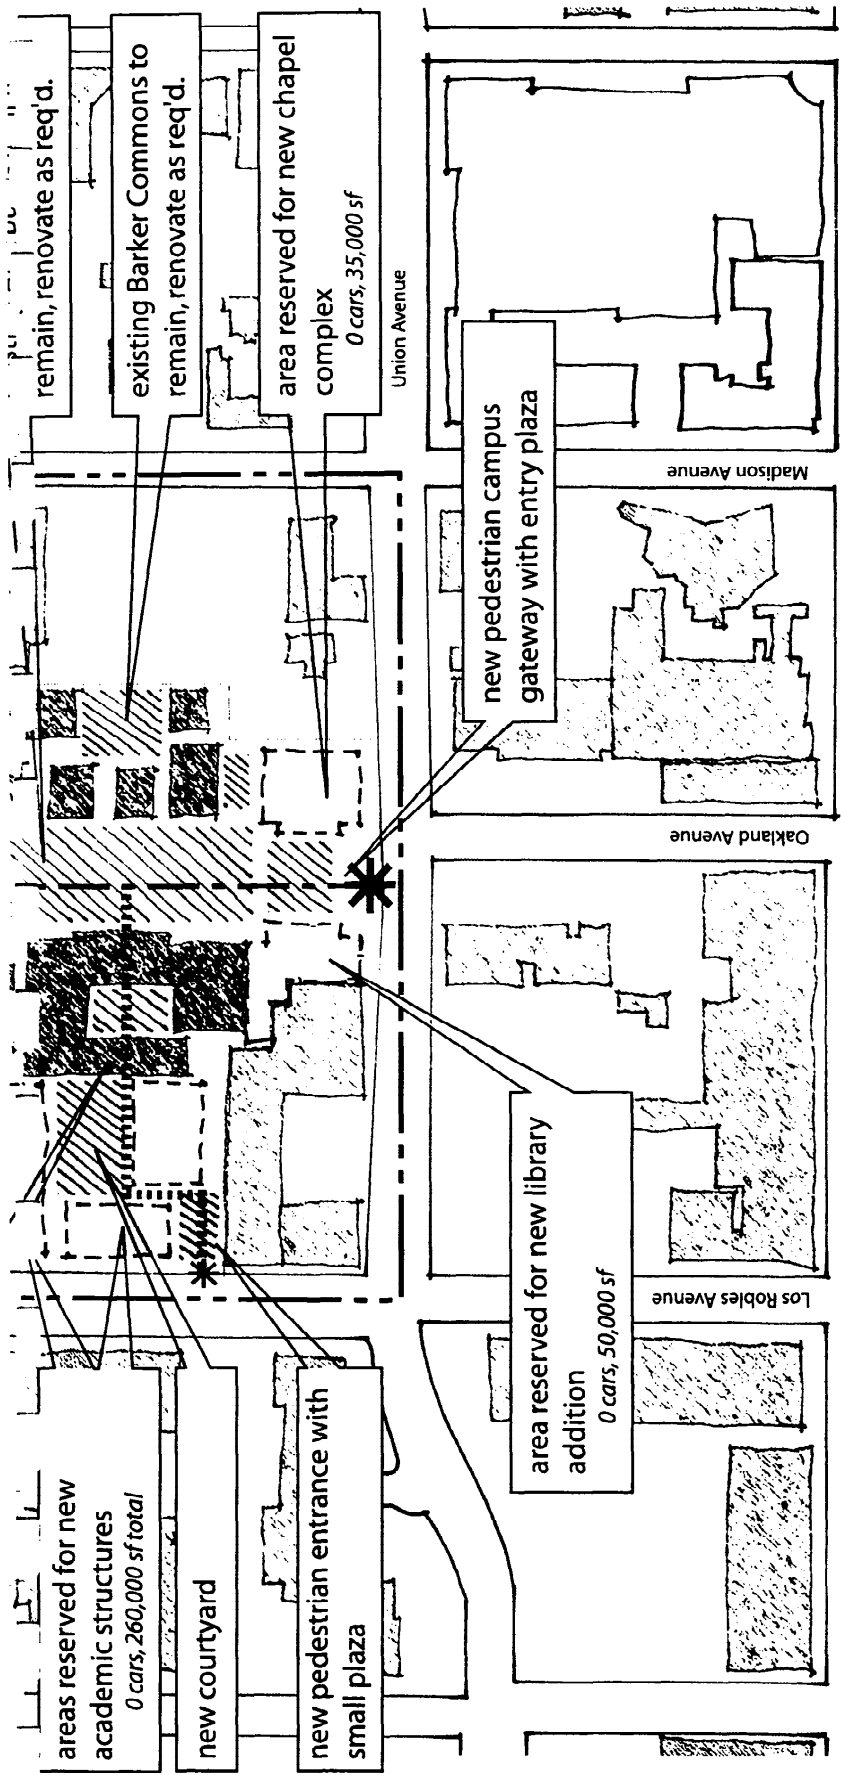 remain, renovate as req'd.
existing Barker Commons to
remain, renovate as req'd.
area reserved for new chapel
complex
0 cars, 35,000 sf
Union Avenue
new pedestrian campus
gateway with entry plaza
Madison Avenue
Oakland Avenue
Los Robles Avenue
areas reserved for new
academic structures
0 cars, 260,000 sf total
new courtyard
new pedestrian entrance with
small plaza
area reserved for new library
addition
0 cars, 50,000 sf